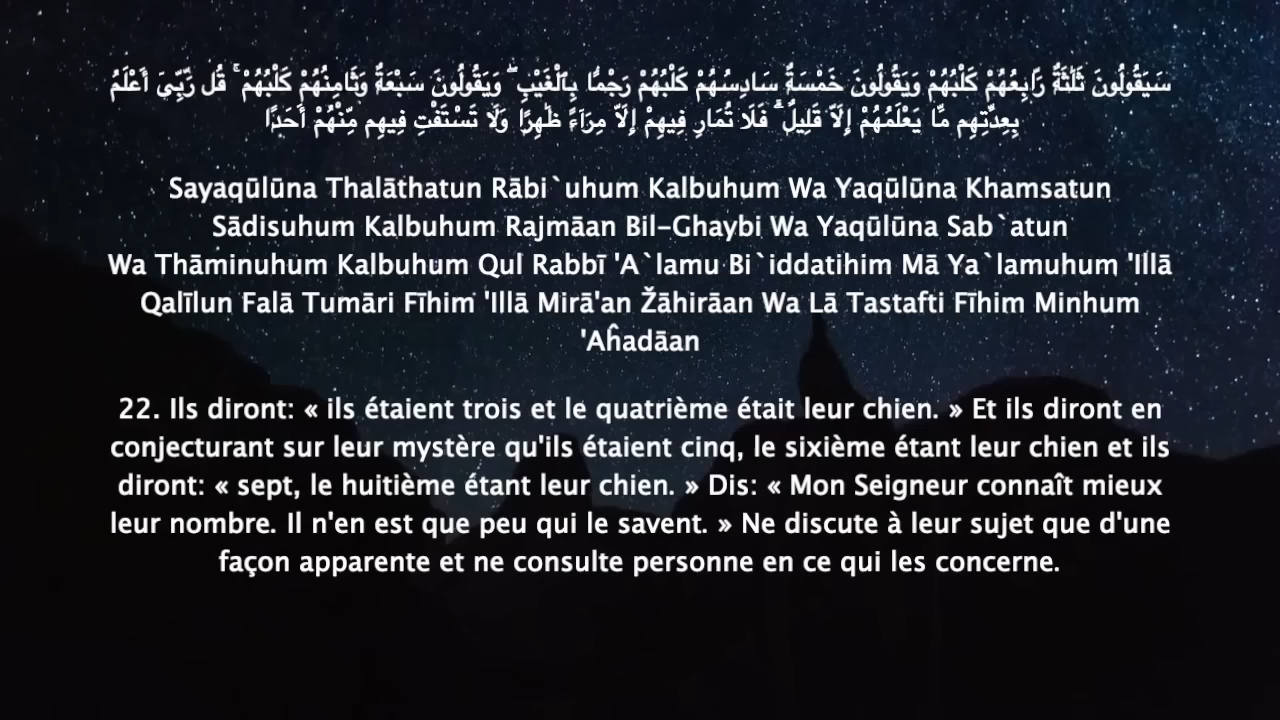 سَيَقُولُونَ ثَلَٰثَةٌ رَّابِعُهُمْ كَلْبُهُمْ وَيَقُولُونَ خَمْسَةٌ سَادِسُهُمْ كَلْبُهُمْ رَجْمًۢا بِٱلْغَيْبِ ۖ وَيَقُولُونَ سَبْعَةٌ وَثَامِنُهُمْ كَلْبُهُمْ ۚ قُل رَّبِّىٓ أَعْلَمُ
بِعِدَّتِهِم مَّا يَعْلَمُهُمْ إِلَّا قَلِيلٌ ۗ فَلَا تُمَارِ فِيهِمْ إِلَّا مِرَآءً ظَٰهِرًا وَلَا تَسْتَفْتِ فِيهِم مِّنْهُمْ أَحَدًا
Sayaqūlūna Thalāthatun Rābi`uhum Kalbuhum Wa Yaqūlūna Khamsatun
Sādisuhum Kalbuhum Rajmāan Bil-Ghaybi Wa Yaqūlūna Sab`atun
Wa Thāminuhum Kalbuhum Qul Rabbī 'A`lamu Bi`iddatihim Mā Ya`lamuhum 'Illā
Qalīlun Falā Tumāri Fīhim 'Illā Mirā'an Žāhirāan Wa Lā Tastafti Fīhim Minhum
'Aĥadāan
22. Ils diront: « ils étaient trois et le quatrième était leur chien. » Et ils diront en
conjecturant sur leur mystère qu'ils étaient cinq, le sixième étant leur chien et ils
diront: « sept, le huitième étant leur chien. » Dis: « Mon Seigneur connaît mieux
leur nombre. Il n'en est que peu qui le savent. » Ne discute à leur sujet que d'une
façon apparente et ne consulte personne en ce qui les concerne.